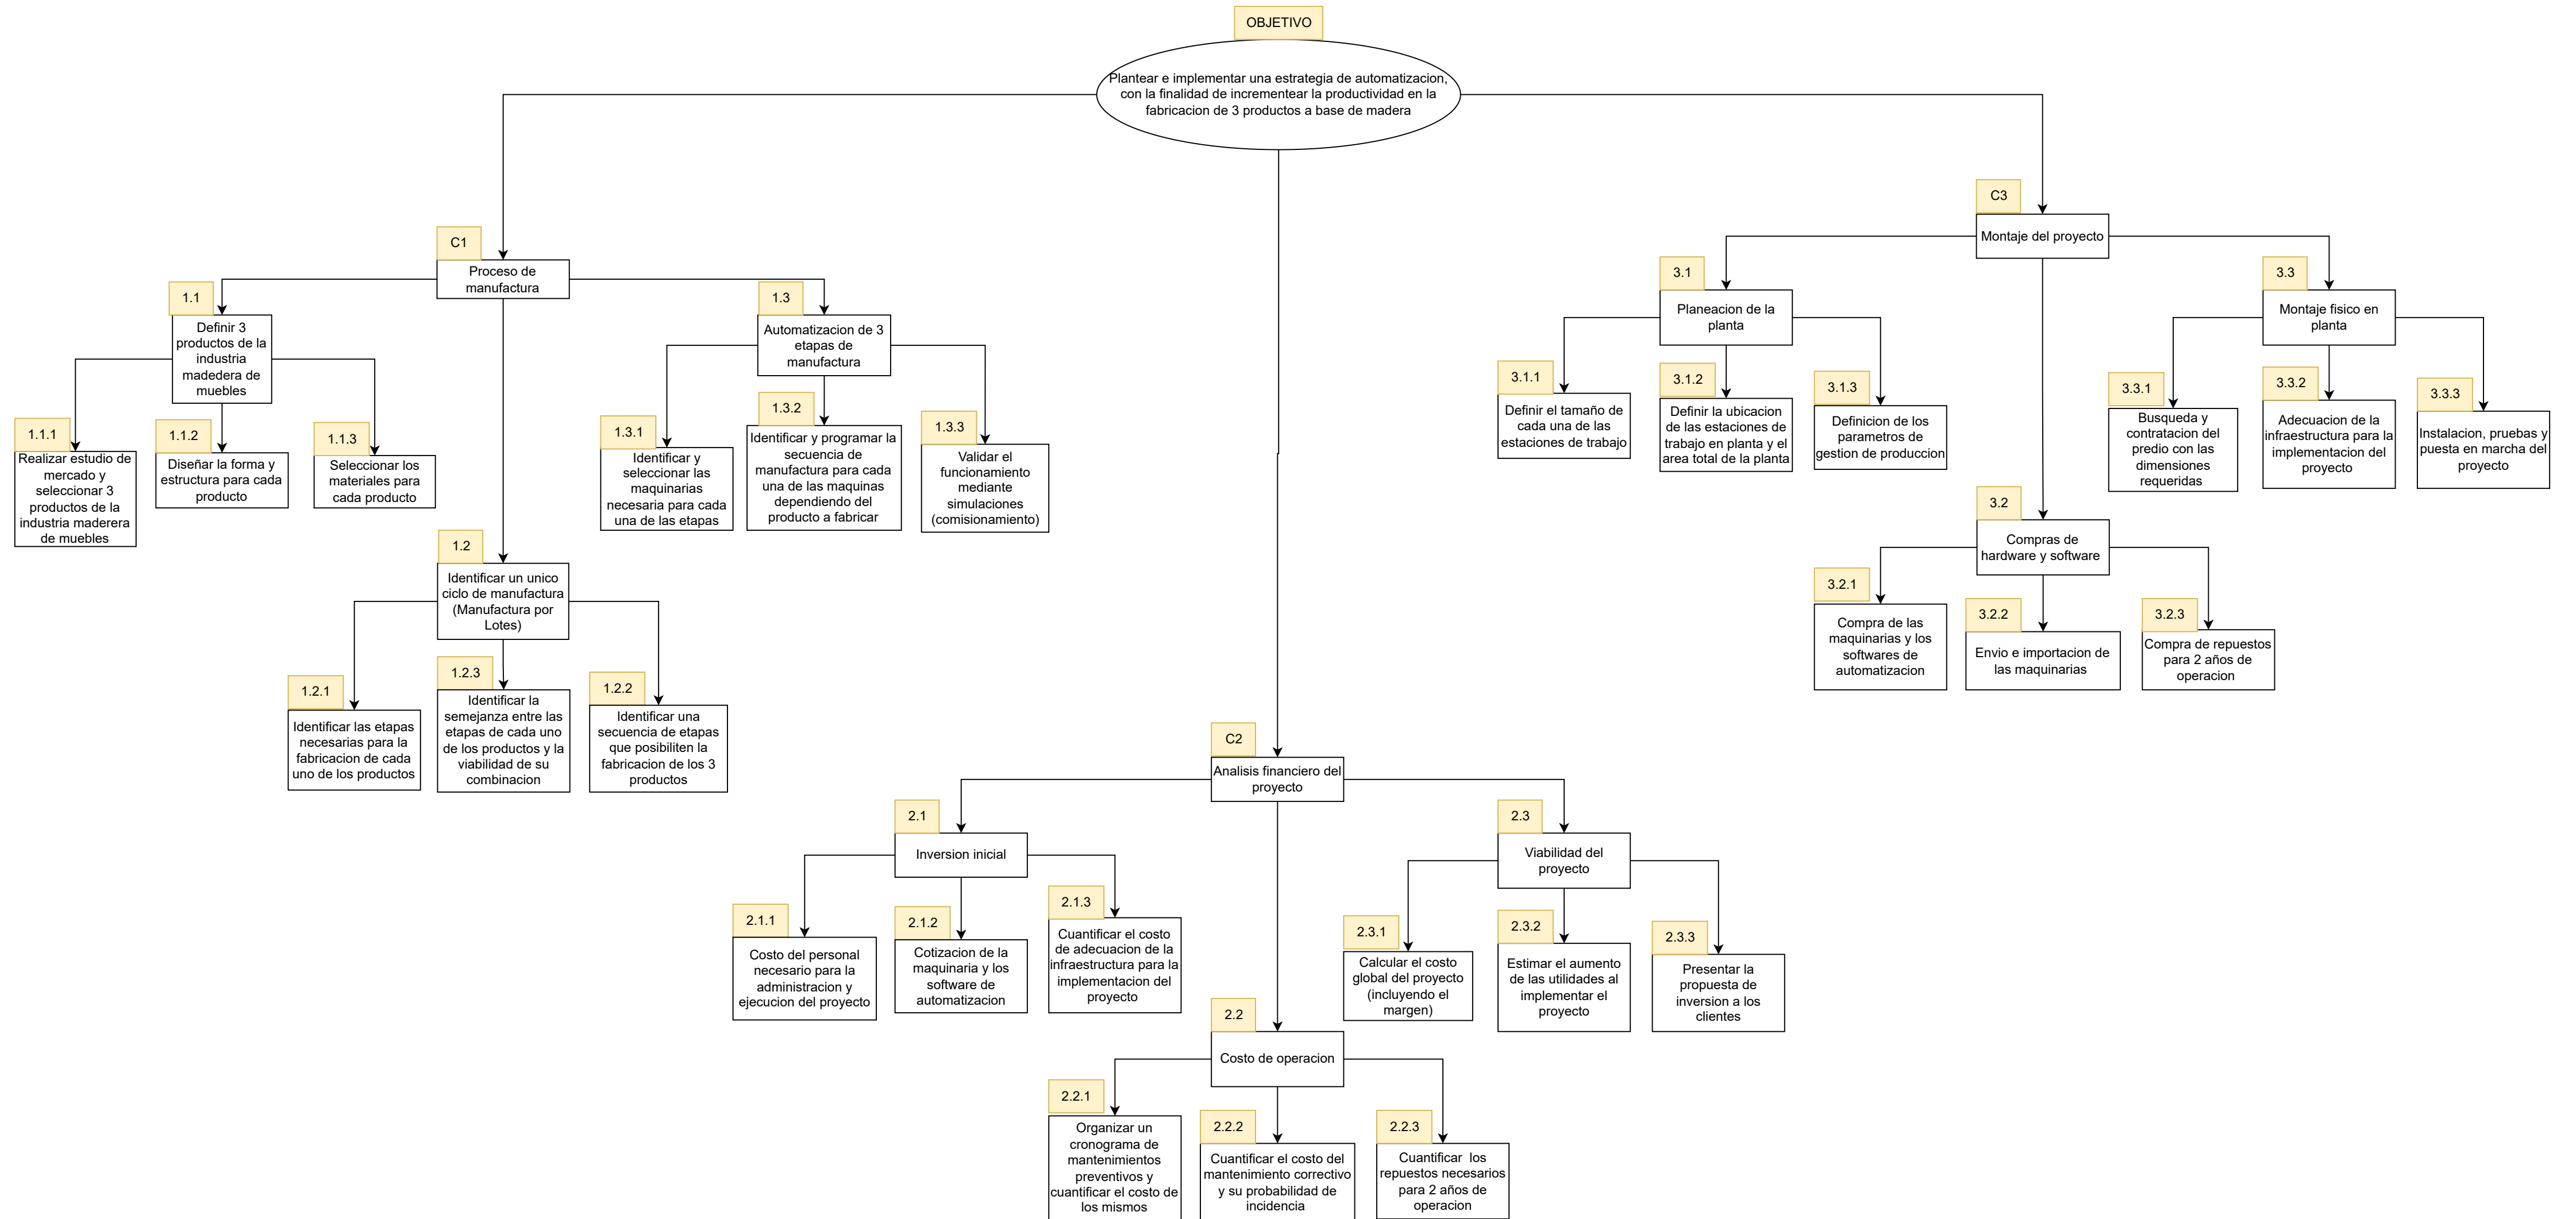 OBJETIVO
Plantear e implementar una estrategia de automatizacion,
con la finalidad de incrementear la productividad en la
fabricacion de 3 productos a base de madera
C1
Proceso de
manufactura
1.1
Definir 3
productos de la
industria
madedera de
muebles
1.1.1
Realizar estudio de
mercado y
seleccionar 3
productos de la
industria maderera
de muebles
1.1.2
Diseñar la forma y
estructura para cada
producto
1.1.3
Seleccionar los
materiales para
cada producto
1.2
Identificar un unico
ciclo de manufactura
(Manufactura por
Lotes)
1.2.1
Identificar las etapas
necesarias para la
fabricacion de cada
uno de los productos
1.2.3
Identificar la
semejanza entre las
etapas de cada uno
de los productos y la
viabilidad de su
combinacion
1.2.2
Identificar una
secuencia de etapas
que posibiliten la
fabricacion de los 3
productos
1.3
Automatizacion de 3
etapas de
manufactura
1.3.1
Identificar y
seleccionar las
maquinarias
necesaria para cada
una de las etapas
1.3.2
Identificar y programar la
secuencia de
manufactura para cada
una de las maquinas
dependiendo del
producto a fabricar
1.3.3
Validar el
funcionamiento
mediante
simulaciones
(comisionamiento)
C2
Analisis financiero del
proyecto
2.1
Inversion inicial
2.1.1
Costo del personal
necesario para la
administracion y
ejecucion del proyecto
2.1.2
Cotizacion de la
maquinaria y los
software de
automatizacion
2.1.3
Cuantificar el costo
de adecuacion de la
infraestructura para la
implementacion del
proyecto
2.2
Costo de operacion
2.2.1
Organizar un
cronograma de
mantenimientos
preventivos y
cuantificar el costo de
los mismos
2.2.2
Cuantificar el costo del
mantenimiento correctivo
y su probabilidad de
incidencia
2.2.3
Cuantificar  los
repuestos necesarios
para 2 años de
operacion
2.3
Viabilidad del
proyecto
2.3.1
Calcular el costo
global del proyecto
(incluyendo el
margen)
2.3.2
Estimar el aumento
de las utilidades al
implementar el
proyecto
2.3.3
Presentar la
propuesta de
inversion a los
clientes
C3
Montaje del proyecto
3.1
Planeacion de la
planta
3.1.1
Definir el tamaño de
cada una de las
estaciones de trabajo
3.1.2
Definir la ubicacion
de las estaciones de
trabajo en planta y el
area total de la planta
3.1.3
Definicion de los
parametros de
gestion de produccion
3.2
Compras de
hardware y software
3.2.1
Compra de las
maquinarias y los
softwares de
automatizacion
3.2.2
Envio e importacion de
las maquinarias
3.2.3
Compra de repuestos
para 2 años de
operacion
3.3
Montaje fisico en
planta
3.3.1
Busqueda y
contratacion del
predio con las
dimensiones
requeridas
3.3.2
Adecuacion de la
infraestructura para la
implementacion del
proyecto
3.3.3
Instalacion, pruebas y
puesta en marcha del
proyecto